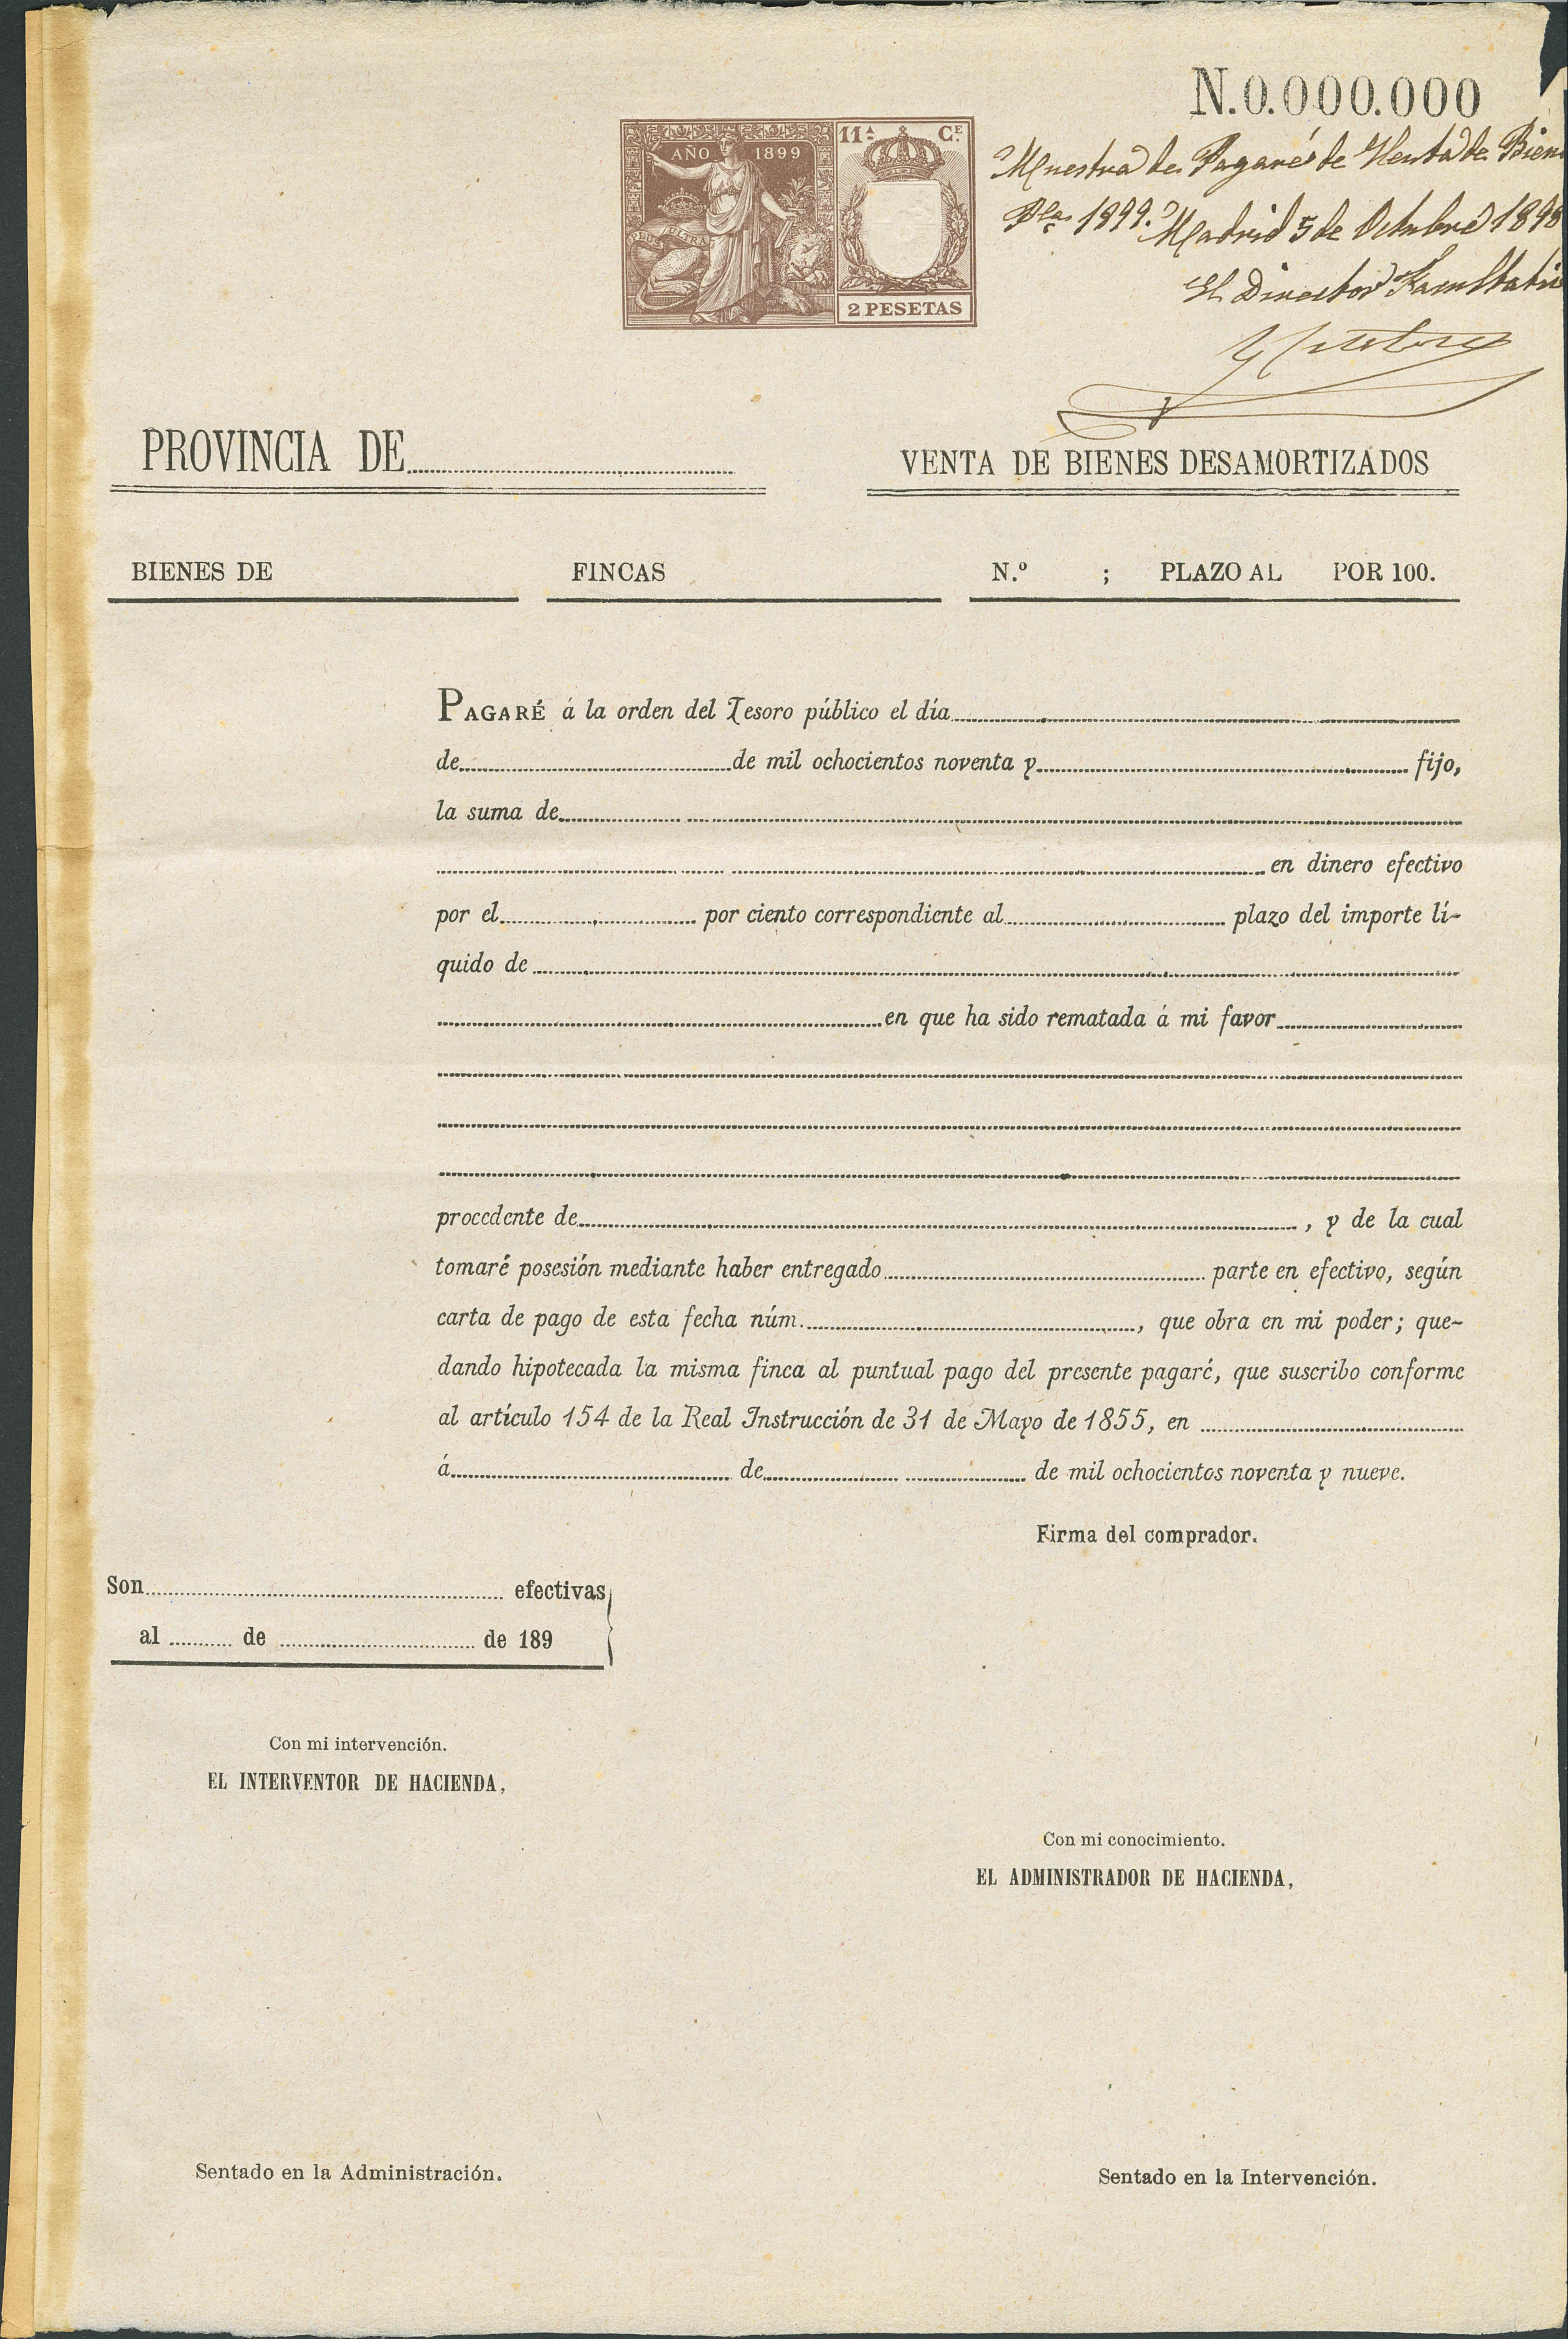 N.0.000.000
AÑO 1899
11ª Cᴱ.
PLUS ULTRA
2 PESETAS
Muestra de Pagarés de Venta de Bien
1899. Madrid 5 de Octubre 1898
El Director Facultativ
PROVINCIA DE
VENTA DE BIENES DESAMORTIZADOS
BIENES DE FINCAS N.º ; PLAZO AL POR 100.
PAGARÉ á la orden del Tesoro público el día
de de mil ochocientos noventa y fijo,
la suma de
en dinero efectivo
por el por ciento correspondiente al plazo del importe lí-
quido de
en que ha sido rematada á mi favor
procedente de , y de la cual
tomaré posesión mediante haber entregado parte en efectivo, según
carta de pago de esta fecha núm. , que obra en mi poder; que-
dando hipotecada la misma finca al puntual pago del presente pagaré, que suscribo conforme
al artículo 154 de la Real Instrucción de 31 de Mayo de 1855, en
á de de mil ochocientos noventa y nueve.
Firma del comprador.
Son efectivas
al de de 189
Con mi intervención.
EL INTERVENTOR DE HACIENDA,
Con mi conocimiento.
EL ADMINISTRADOR DE HACIENDA,
Sentado en la Administración.
Sentado en la Intervención.